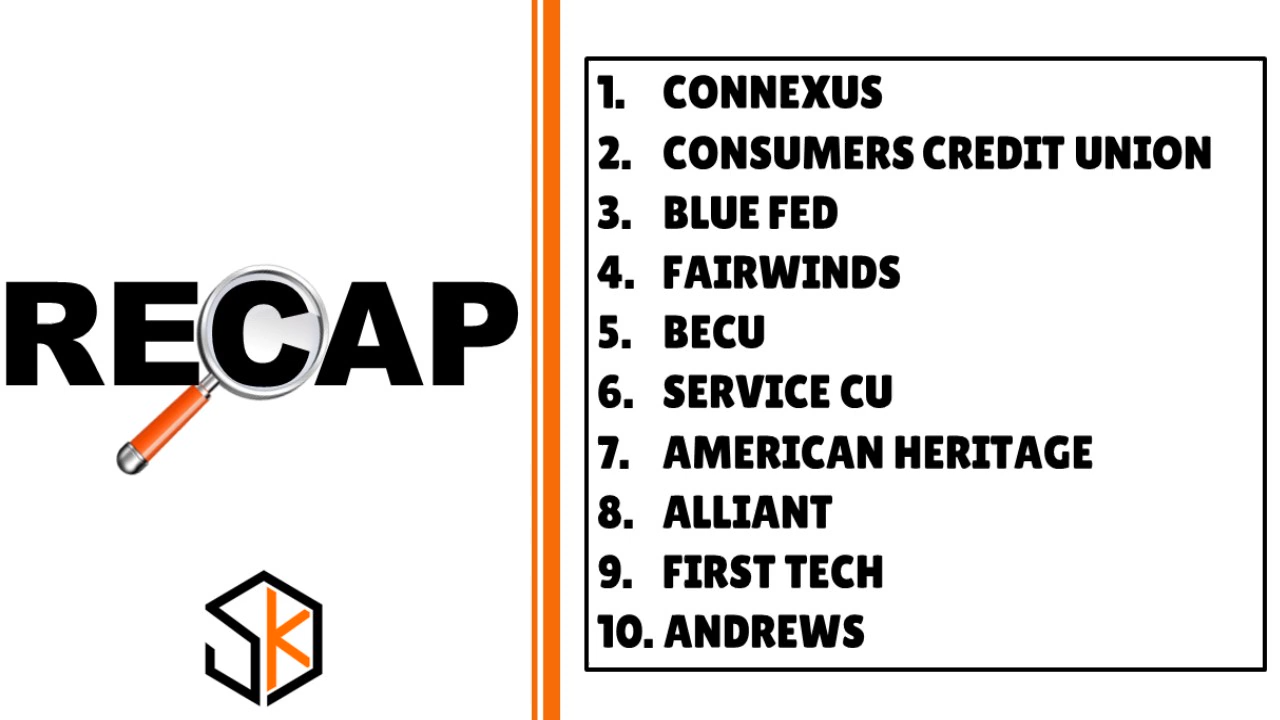 RECAP
1. CONNEXUS
2. CONSUMERS CREDIT UNION
3. BLUE FED
4. FAIRWINDS
5. BECU
6. SERVICE CU
7. AMERICAN HERITAGE
8. ALLIANT
9. FIRST TECH
10. ANDREWS
SK